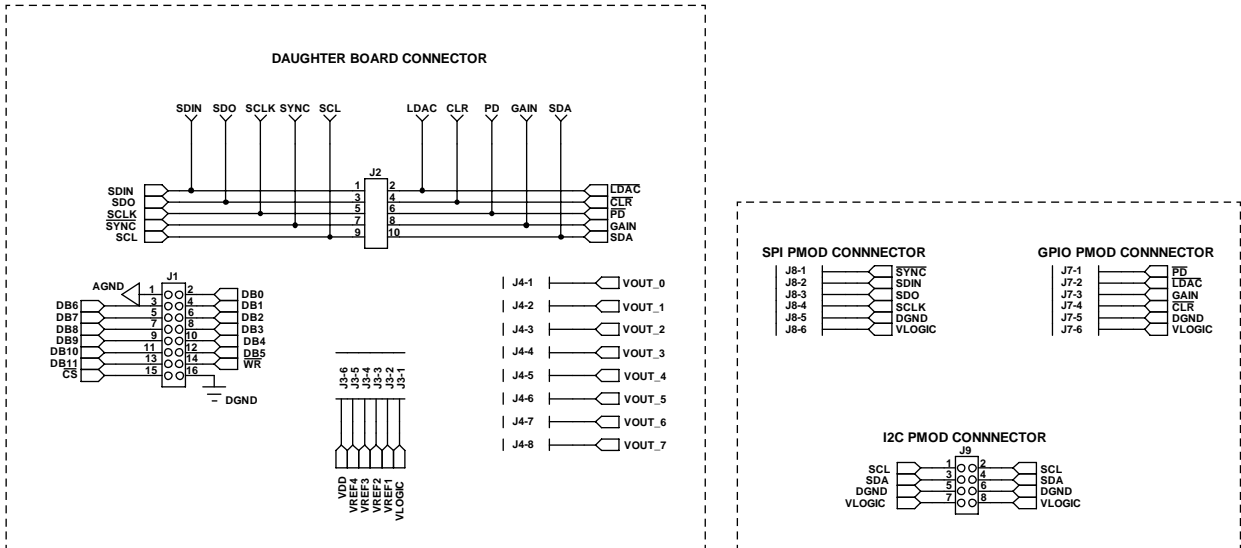 DAUGHTER BOARD CONNECTOR
SDIN SDO SCLK SYNC SCL LDAC CLR PD GAIN SDA
J2
SDIN 1 2 LDAC
SDO 3 4 CLR
SCLK 5 6 PD
SYNC 7 8 GAIN
SCL 9 10 SDA
J1
AGND 1 2 DB0
DB6 3 4 DB1
DB7 5 6 DB2
DB8 7 8 DB3
DB9 9 10 DB4
DB10 11 12 DB5
DB11 13 14 WR
CS 15 16
DGND
J3-6 J3-5 J3-4 J3-3 J3-2 J3-1
VDD VREF4 VREF3 VREF2 VREF1 VLOGIC
J4-1 VOUT_0
J4-2 VOUT_1
J4-3 VOUT_2
J4-4 VOUT_3
J4-5 VOUT_4
J4-6 VOUT_5
J4-7 VOUT_6
J4-8 VOUT_7
SPI PMOD CONNNECTOR
J8-1 SYNC
J8-2 SDIN
J8-3 SDO
J8-4 SCLK
J8-5 DGND
J8-6 VLOGIC
GPIO PMOD CONNNECTOR
J7-1 PD
J7-2 LDAC
J7-3 GAIN
J7-4 CLR
J7-5 DGND
J7-6 VLOGIC
I2C PMOD CONNNECTOR
J9
SCL 1 2 SCL
SDA 3 4 SDA
DGND 5 6 DGND
VLOGIC 7 8 VLOGIC